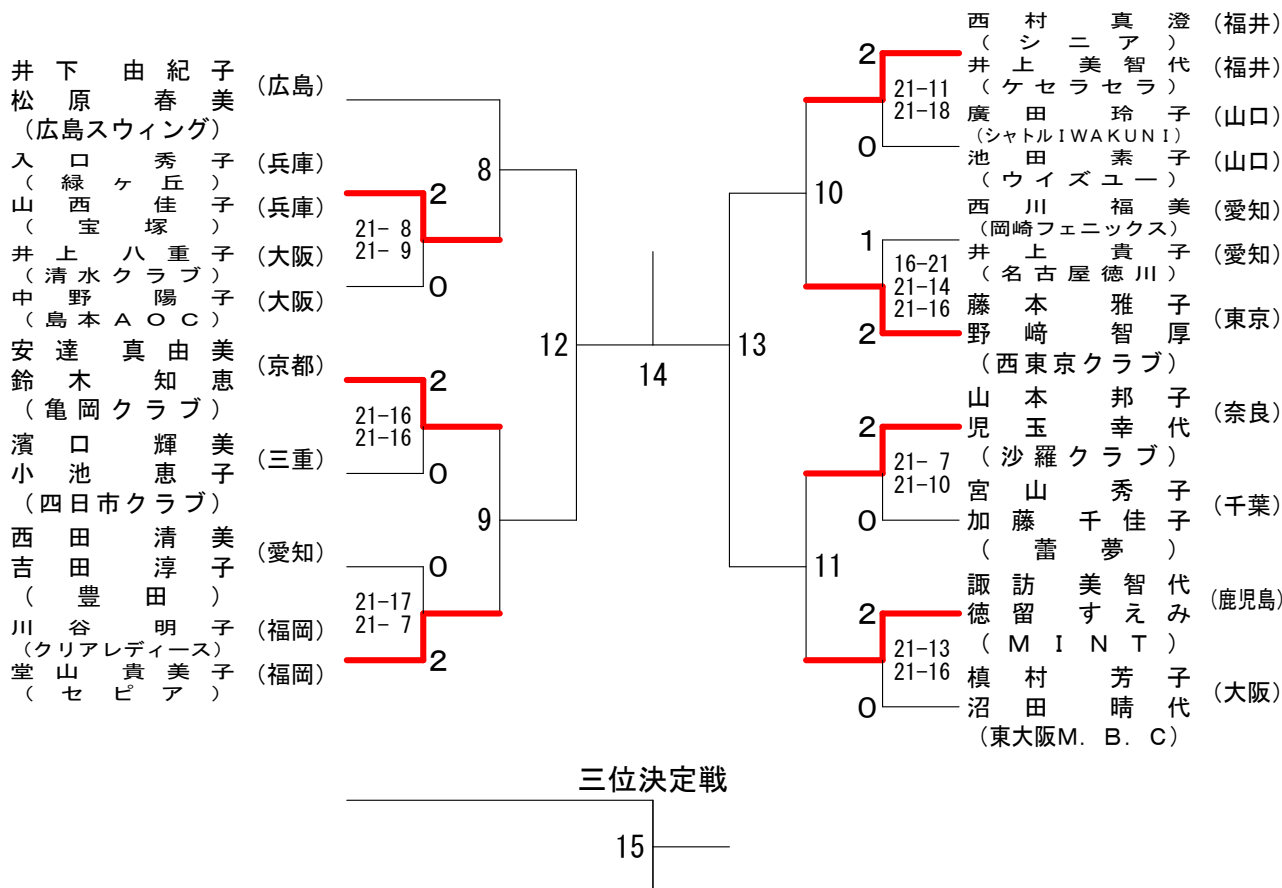 井下 由紀子
(広島)
松原 春美
(広島スウィング)
入口 秀子
(兵庫)
(緑ヶ丘)
山西 佳子
(兵庫)
(宝塚)
井上 八重子
(大阪)
(清水クラブ)
中野 陽子
(大阪)
(島本AOC)
安達 真由美
(京都)
鈴木 知恵
(亀岡クラブ)
濱口 輝美
(三重)
小池 恵子
(四日市クラブ)
西田 清美
(愛知)
吉田 淳子
(豊田)
川谷 明子
(福岡)
(クリアレディース)
堂山 貴美子
(福岡)
(セピア)
8
2
21- 8
21- 9
0
12
2
21-16
21-16
0
9
0
21-17
21- 7
2
14
13
10
2
21-11
21-18
0
1
16-21
21-14
21-16
2
2
21- 7
21-10
0
11
2
21-13
21-16
0
西村 真澄
(福井)
(シニア)
井上 美智代
(福井)
(ケセラセラ)
廣田 玲子
(山口)
(シャトルIWAKUNI)
池田 素子
(山口)
(ウイズユー)
西川 福美
(愛知)
(岡崎フェニックス)
井上 貴子
(愛知)
(名古屋徳川)
藤本 雅子
(東京)
野﨑 智厚
(西東京クラブ)
山本 邦子
(奈良)
児玉 幸代
(沙羅クラブ)
宮山 秀子
(千葉)
加藤 千佳子
(蕾夢)
諏訪 美智代
(鹿児島)
徳留 すえみ
(MINT)
槙村 芳子
(大阪)
沼田 晴代
(東大阪M.B.C)
三位決定戦
15